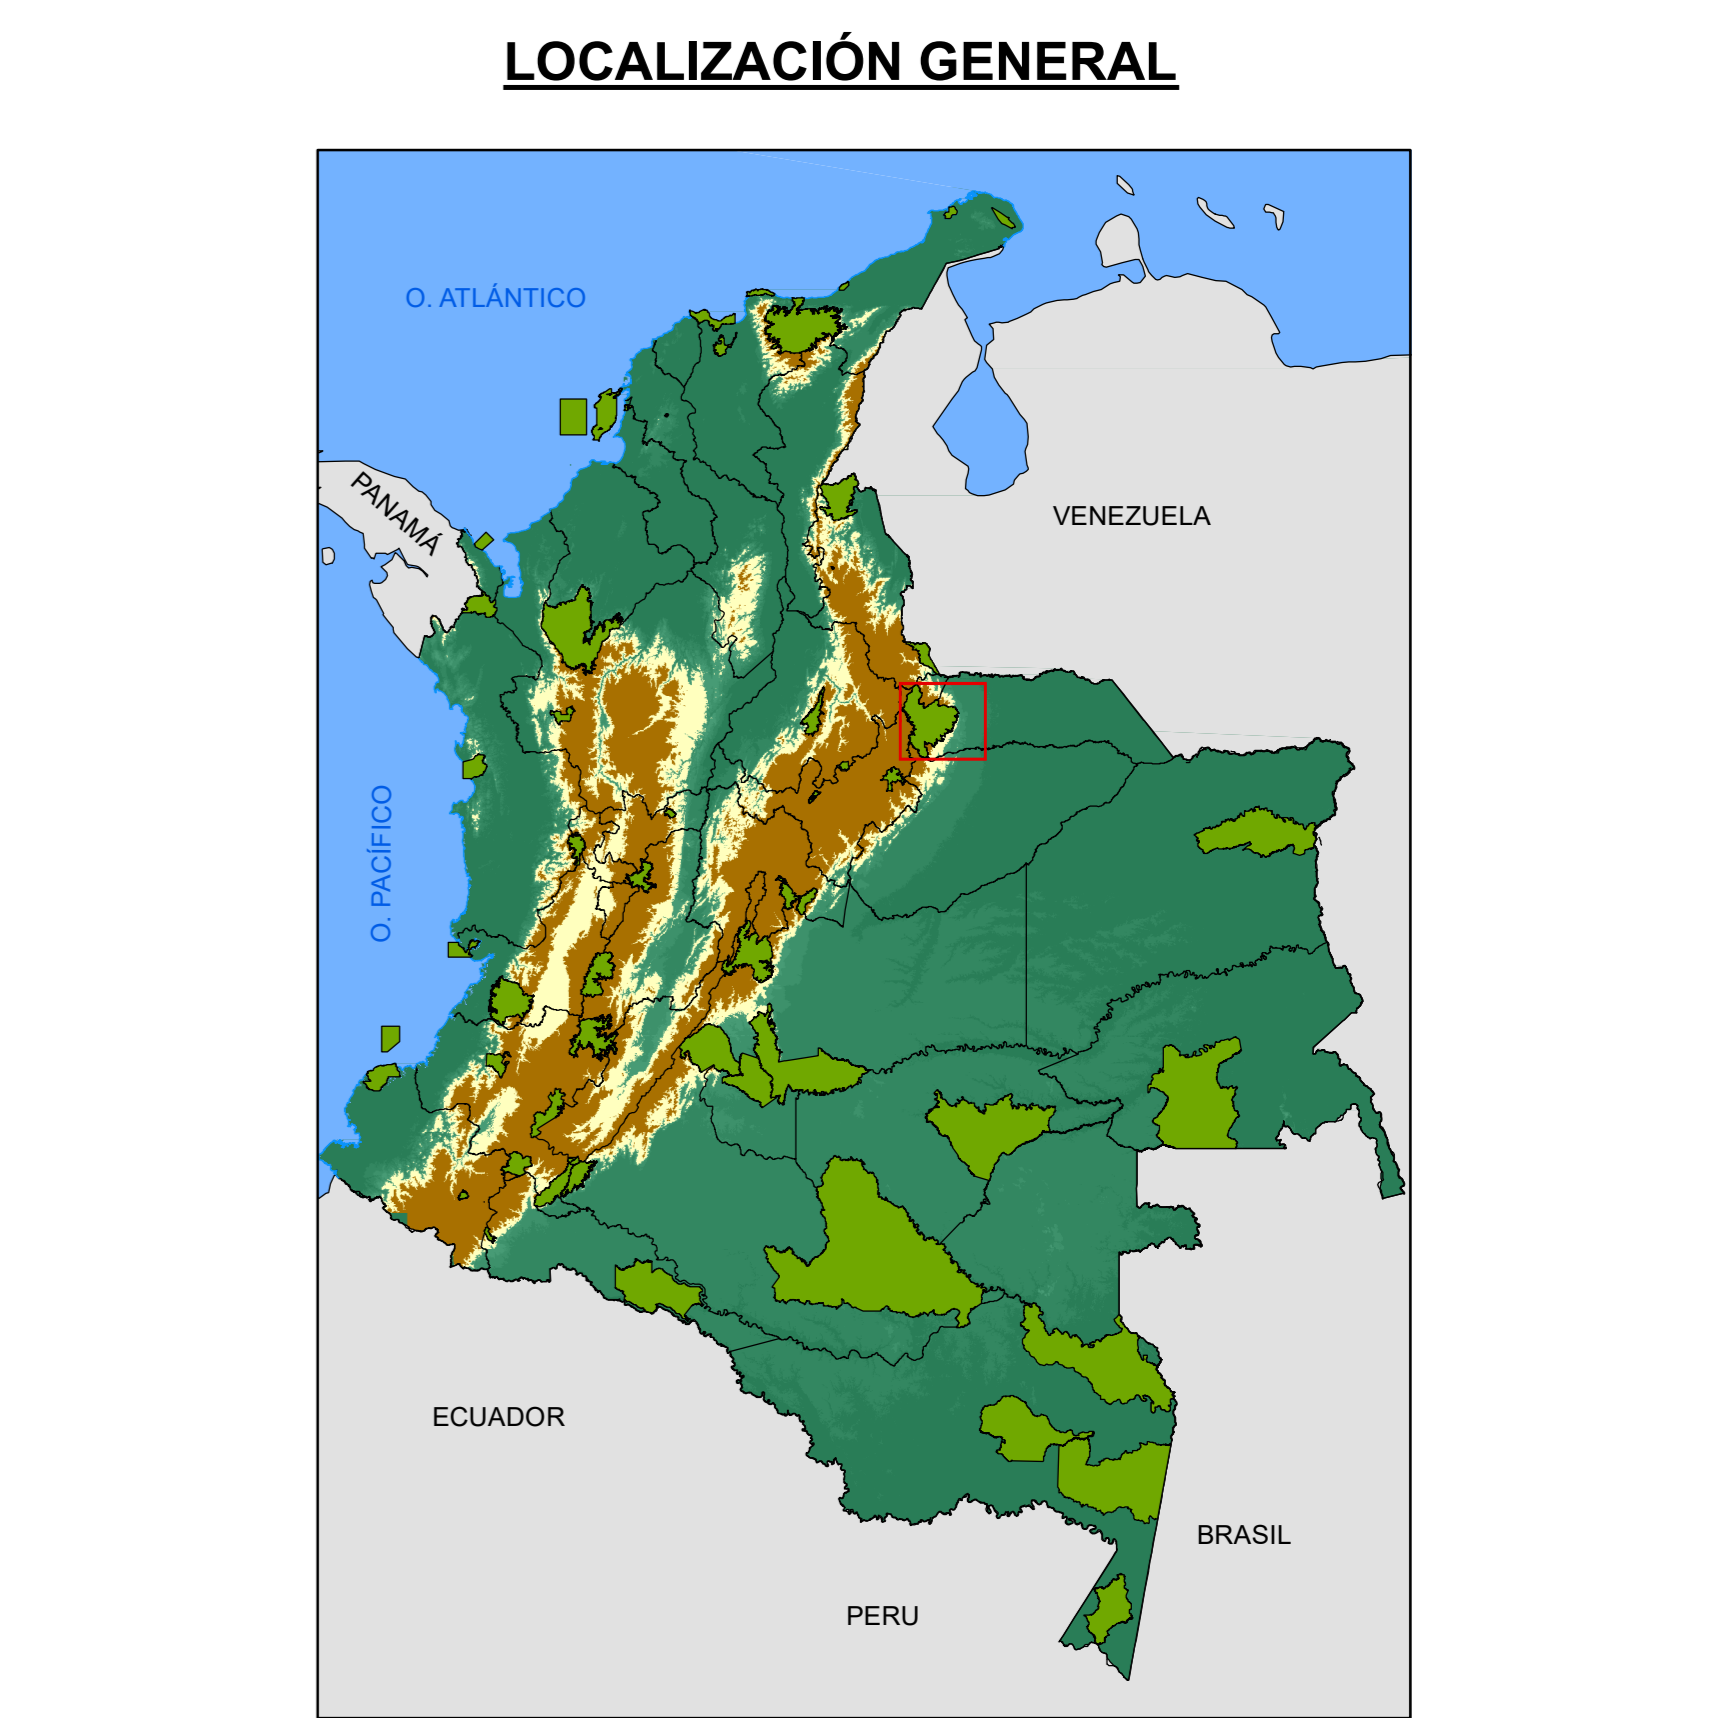 LOCALIZACIÓN GENERAL
O. ATLÁNTICO
PANAMÁ
VENEZUELA
O. PACÍFICO
ECUADOR
BRASIL
PERU